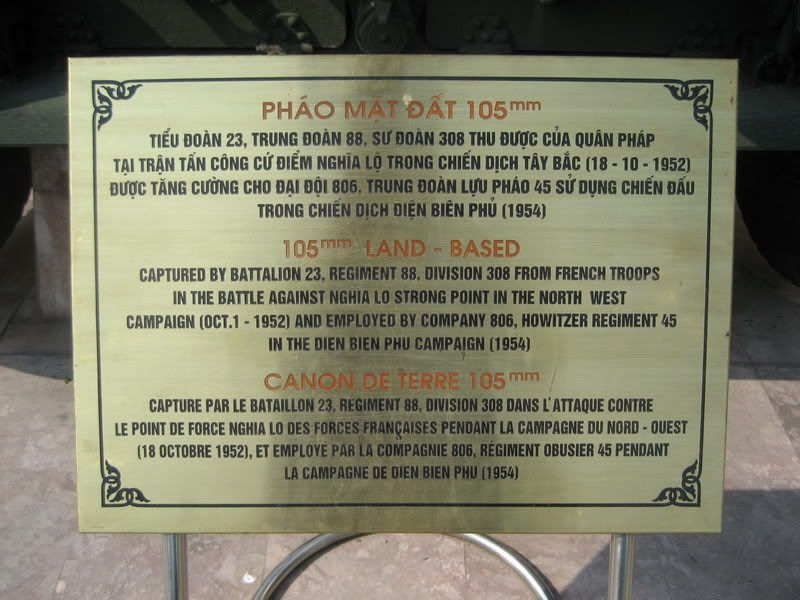 PHÁO MẶT ĐẤT 105mm
TIỂU ĐOÀN 23, TRUNG ĐOÀN 88, SƯ ĐOÀN 308 THU ĐƯỢC CỦA QUÂN PHÁP
TẠI TRẬN TẤN CÔNG CỨ ĐIỂM NGHĨA LỘ TRONG CHIẾN DỊCH TÂY BẮC (18 - 10 - 1952)
ĐƯỢC TĂNG CƯỜNG CHO ĐẠI ĐỘI 806, TRUNG ĐOÀN LỰU PHÁO 45 SỬ DỤNG CHIẾN ĐẤU
TRONG CHIẾN DỊCH ĐIỆN BIÊN PHỦ (1954)
105mm LAND - BASED
CAPTURED BY BATTALION 23, REGIMENT 88, DIVISION 308 FROM FRENCH TROOPS
IN THE BATTLE AGAINST NGHIA LO STRONG POINT IN THE NORTH WEST
CAMPAIGN (OCT.1 - 1952) AND EMPLOYED BY COMPANY 806, HOWITZER REGIMENT 45
IN THE DIEN BIEN PHU CAMPAIGN (1954)
CANON DE TERRE 105mm
CAPTURE PAR LE BATAILLON 23, RÉGIMENT 88, DIVISION 308 DANS L'ATTAQUE CONTRE
LE POINT DE FORCE NGHIA LO DES FORCES FRANÇAISES PENDANT LA CAMPAGNE DU NORD - OUEST
(18 OCTOBRE 1952), ET EMPLOYÉ PAR LA COMPAGNIE 806, RÉGIMENT OBUSIER 45 PENDANT
LA CAMPAGNE DE DIEN BIEN PHU (1954)